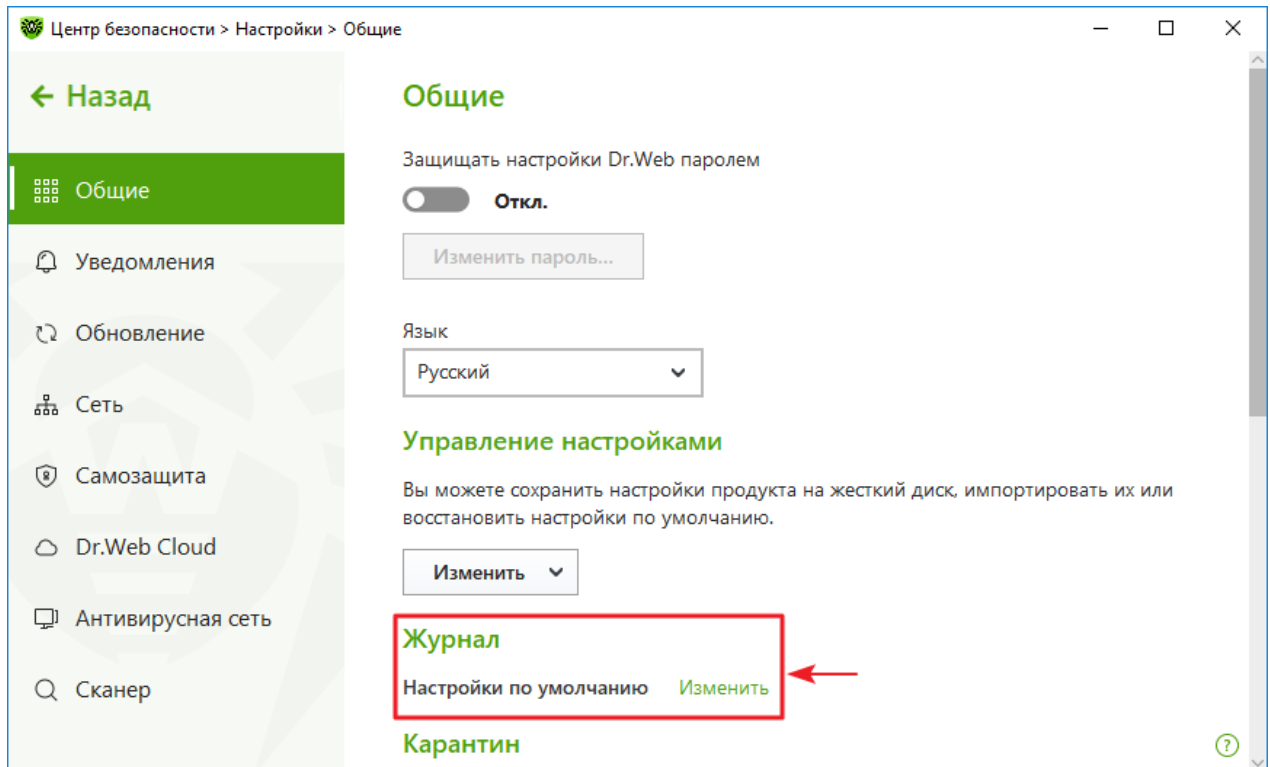 Центр безопасности > Настройки > Общие
Назад
Общие
Уведомления
Обновление
Сеть
Самозащита
Dr.Web Cloud
Антивирусная сеть
Сканер
Общие
Защищать настройки Dr.Web паролем
Откл.
Изменить пароль...
Язык
Русский
Управление настройками
Вы можете сохранить настройки продукта на жесткий диск, импортировать их или
восстановить настройки по умолчанию.
Изменить
Журнал
Настройки по умолчанию Изменить
Карантин
?